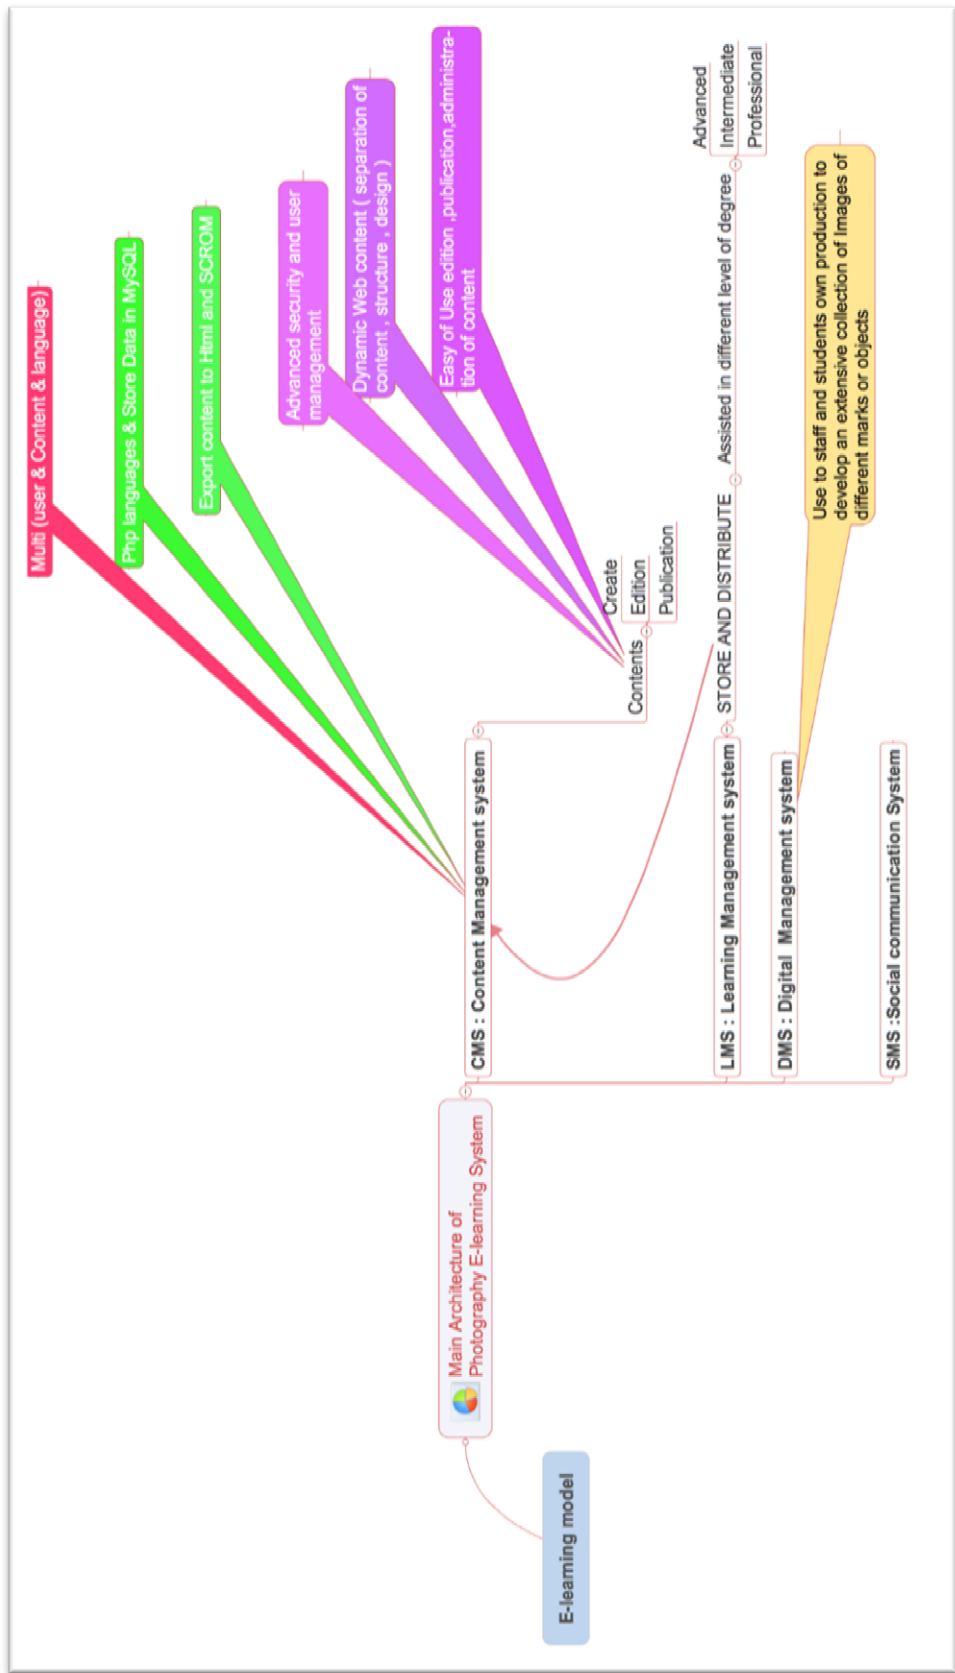 E-learning model
Main Architecture of
Photography E-learning System
CMS : Content Management system
Multi (user & Content & language)
Php languages & Store Data in MySQL
Export content to Html and SCROM
Contents
Advanced security and user
management
Dynamic Web content ( separation of
content , structure , design )
Easy of Use edition ,publication,administra-
tion of content
Create
Edition
Publication
LMS : Learning Management system
STORE AND DISTRIBUTE
Assisted in different level of degree
Advanced
Intermediate
Professional
DMS : Digital Management system
Use to staff and students own production to
develop an extensive collection of Images of
different marks or objects
SMS :Social communication System